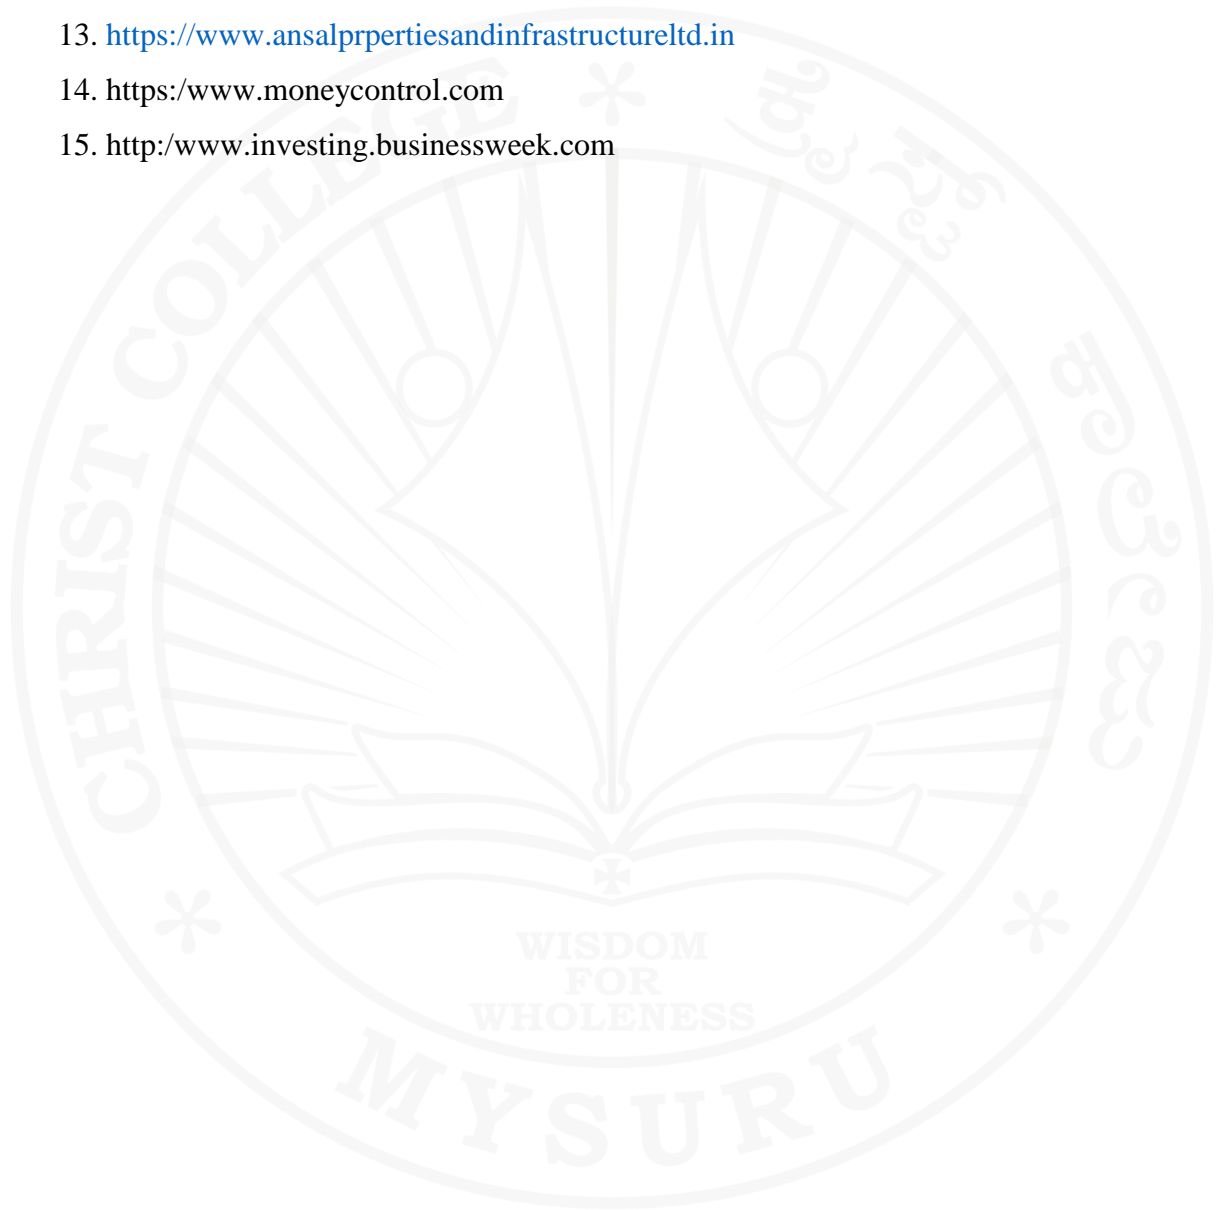 13. https://www.ansalprpertiesandinfrastructureltd.in
14. https:/www.moneycontrol.com
15. http:/www.investing.businessweek.com
CHRIST COLLEGE
ಕ್ರೈಸ್ತ ಕಾಲೇಜು
WISDOM
FOR
WHOLENESS
MYSURU